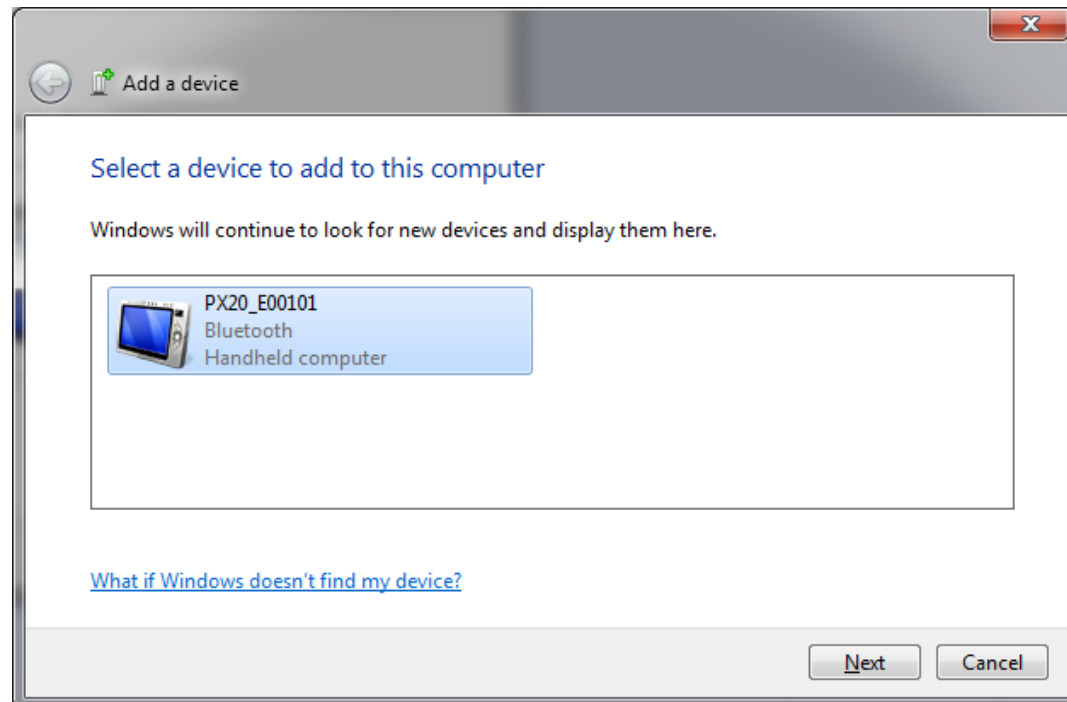 Add a device
Select a device to add to this computer
Windows will continue to look for new devices and display them here.
PX20_E00101
Bluetooth
Handheld computer
What if Windows doesn't find my device?
Next
Cancel